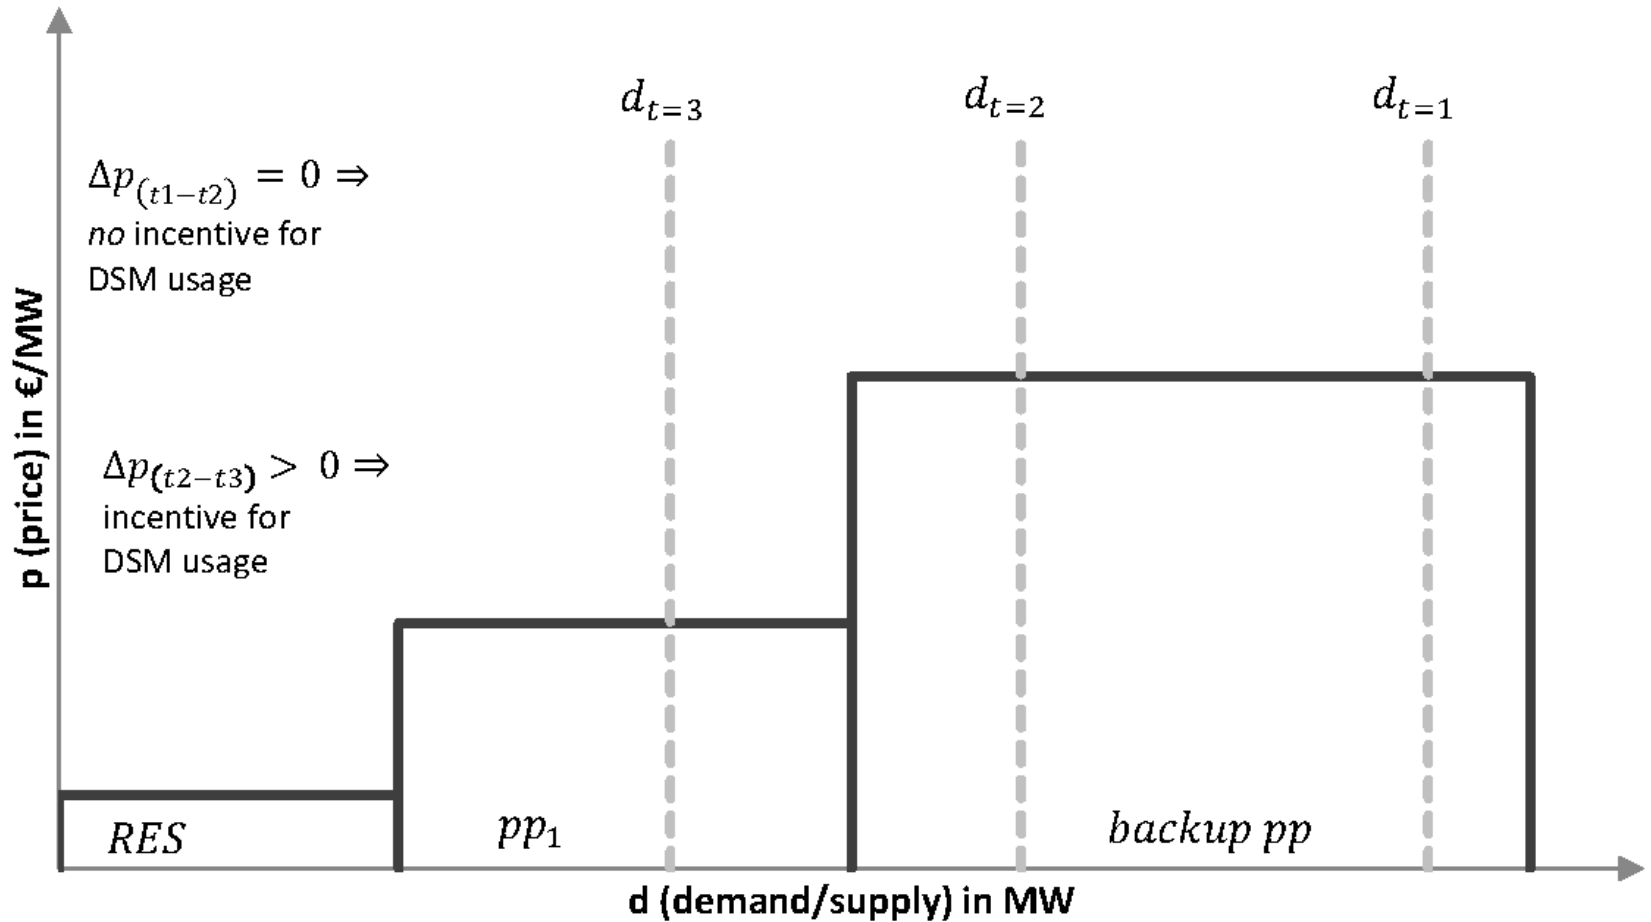 d_{t=3}
d_{t=2}
d_{t=1}
Δp_{(t1−t2)} = 0 ⇒
no incentive for
DSM usage
p (price) in €/MW
Δp_{(t2−t3)} > 0 ⇒
incentive for
DSM usage
RES
pp_1
backup pp
d (demand/supply) in MW